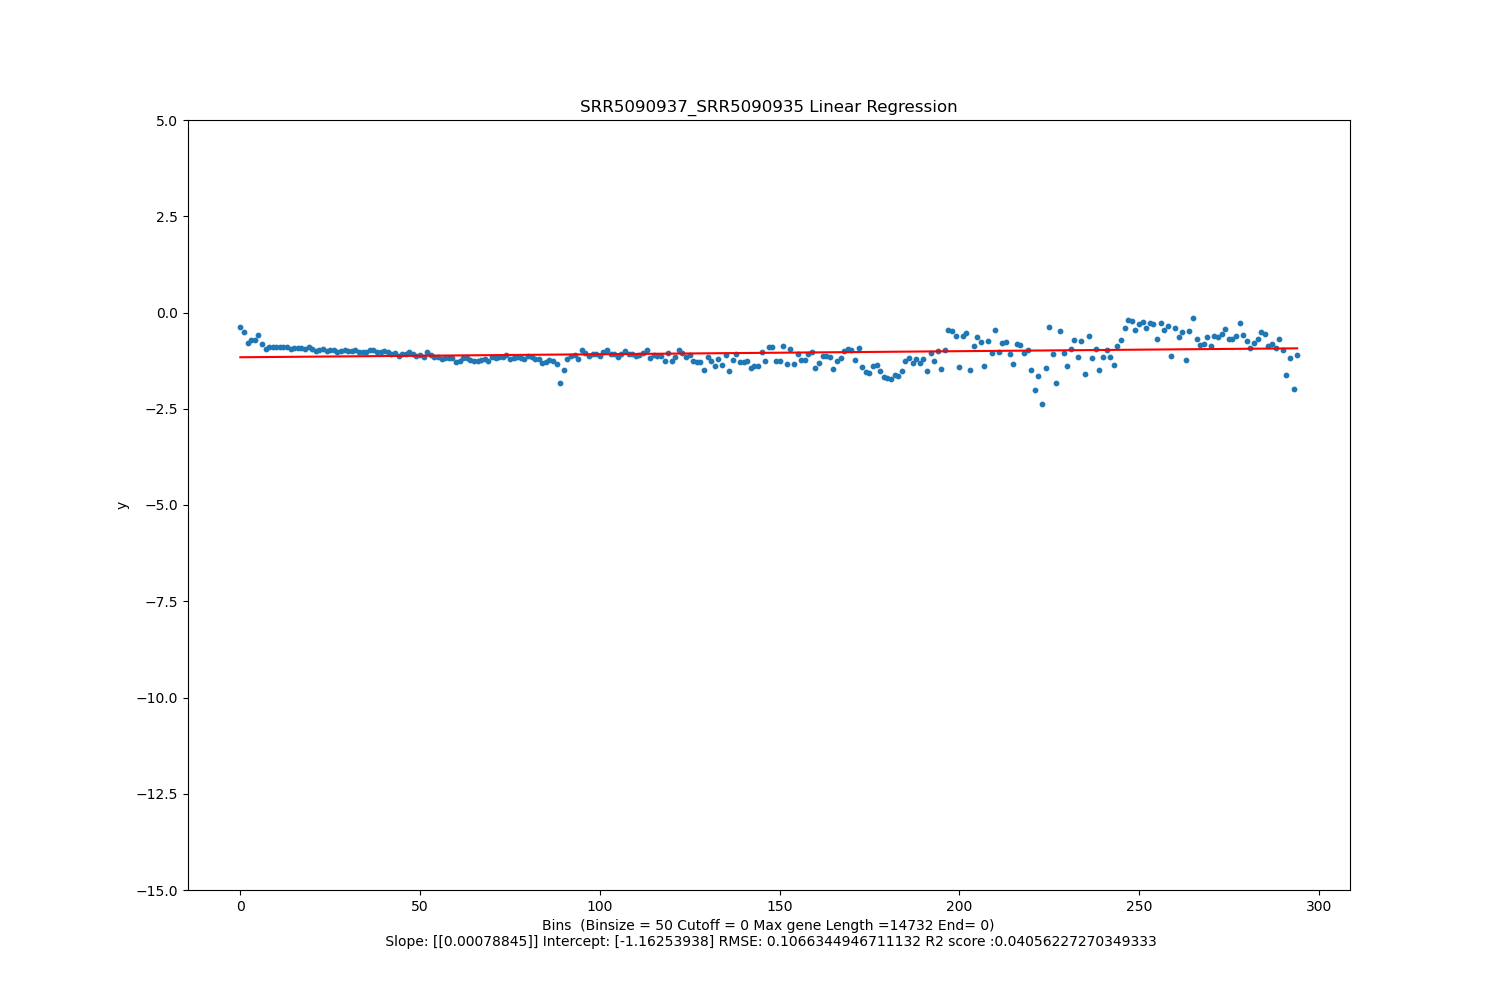 SRR5090937_SRR5090935 Linear Regression
5.0
2.5
0.0
−2.5
−5.0
−7.5
−10.0
−12.5
−15.0
y
0 50 100 150 200 250 300
Bins  (Binsize = 50 Cutoff = 0 Max gene Length =14732 End= 0)
Slope: [[0.00078845]] Intercept: [-1.16253938] RMSE: 0.1066344946711132 R2 score :0.04056227270349333